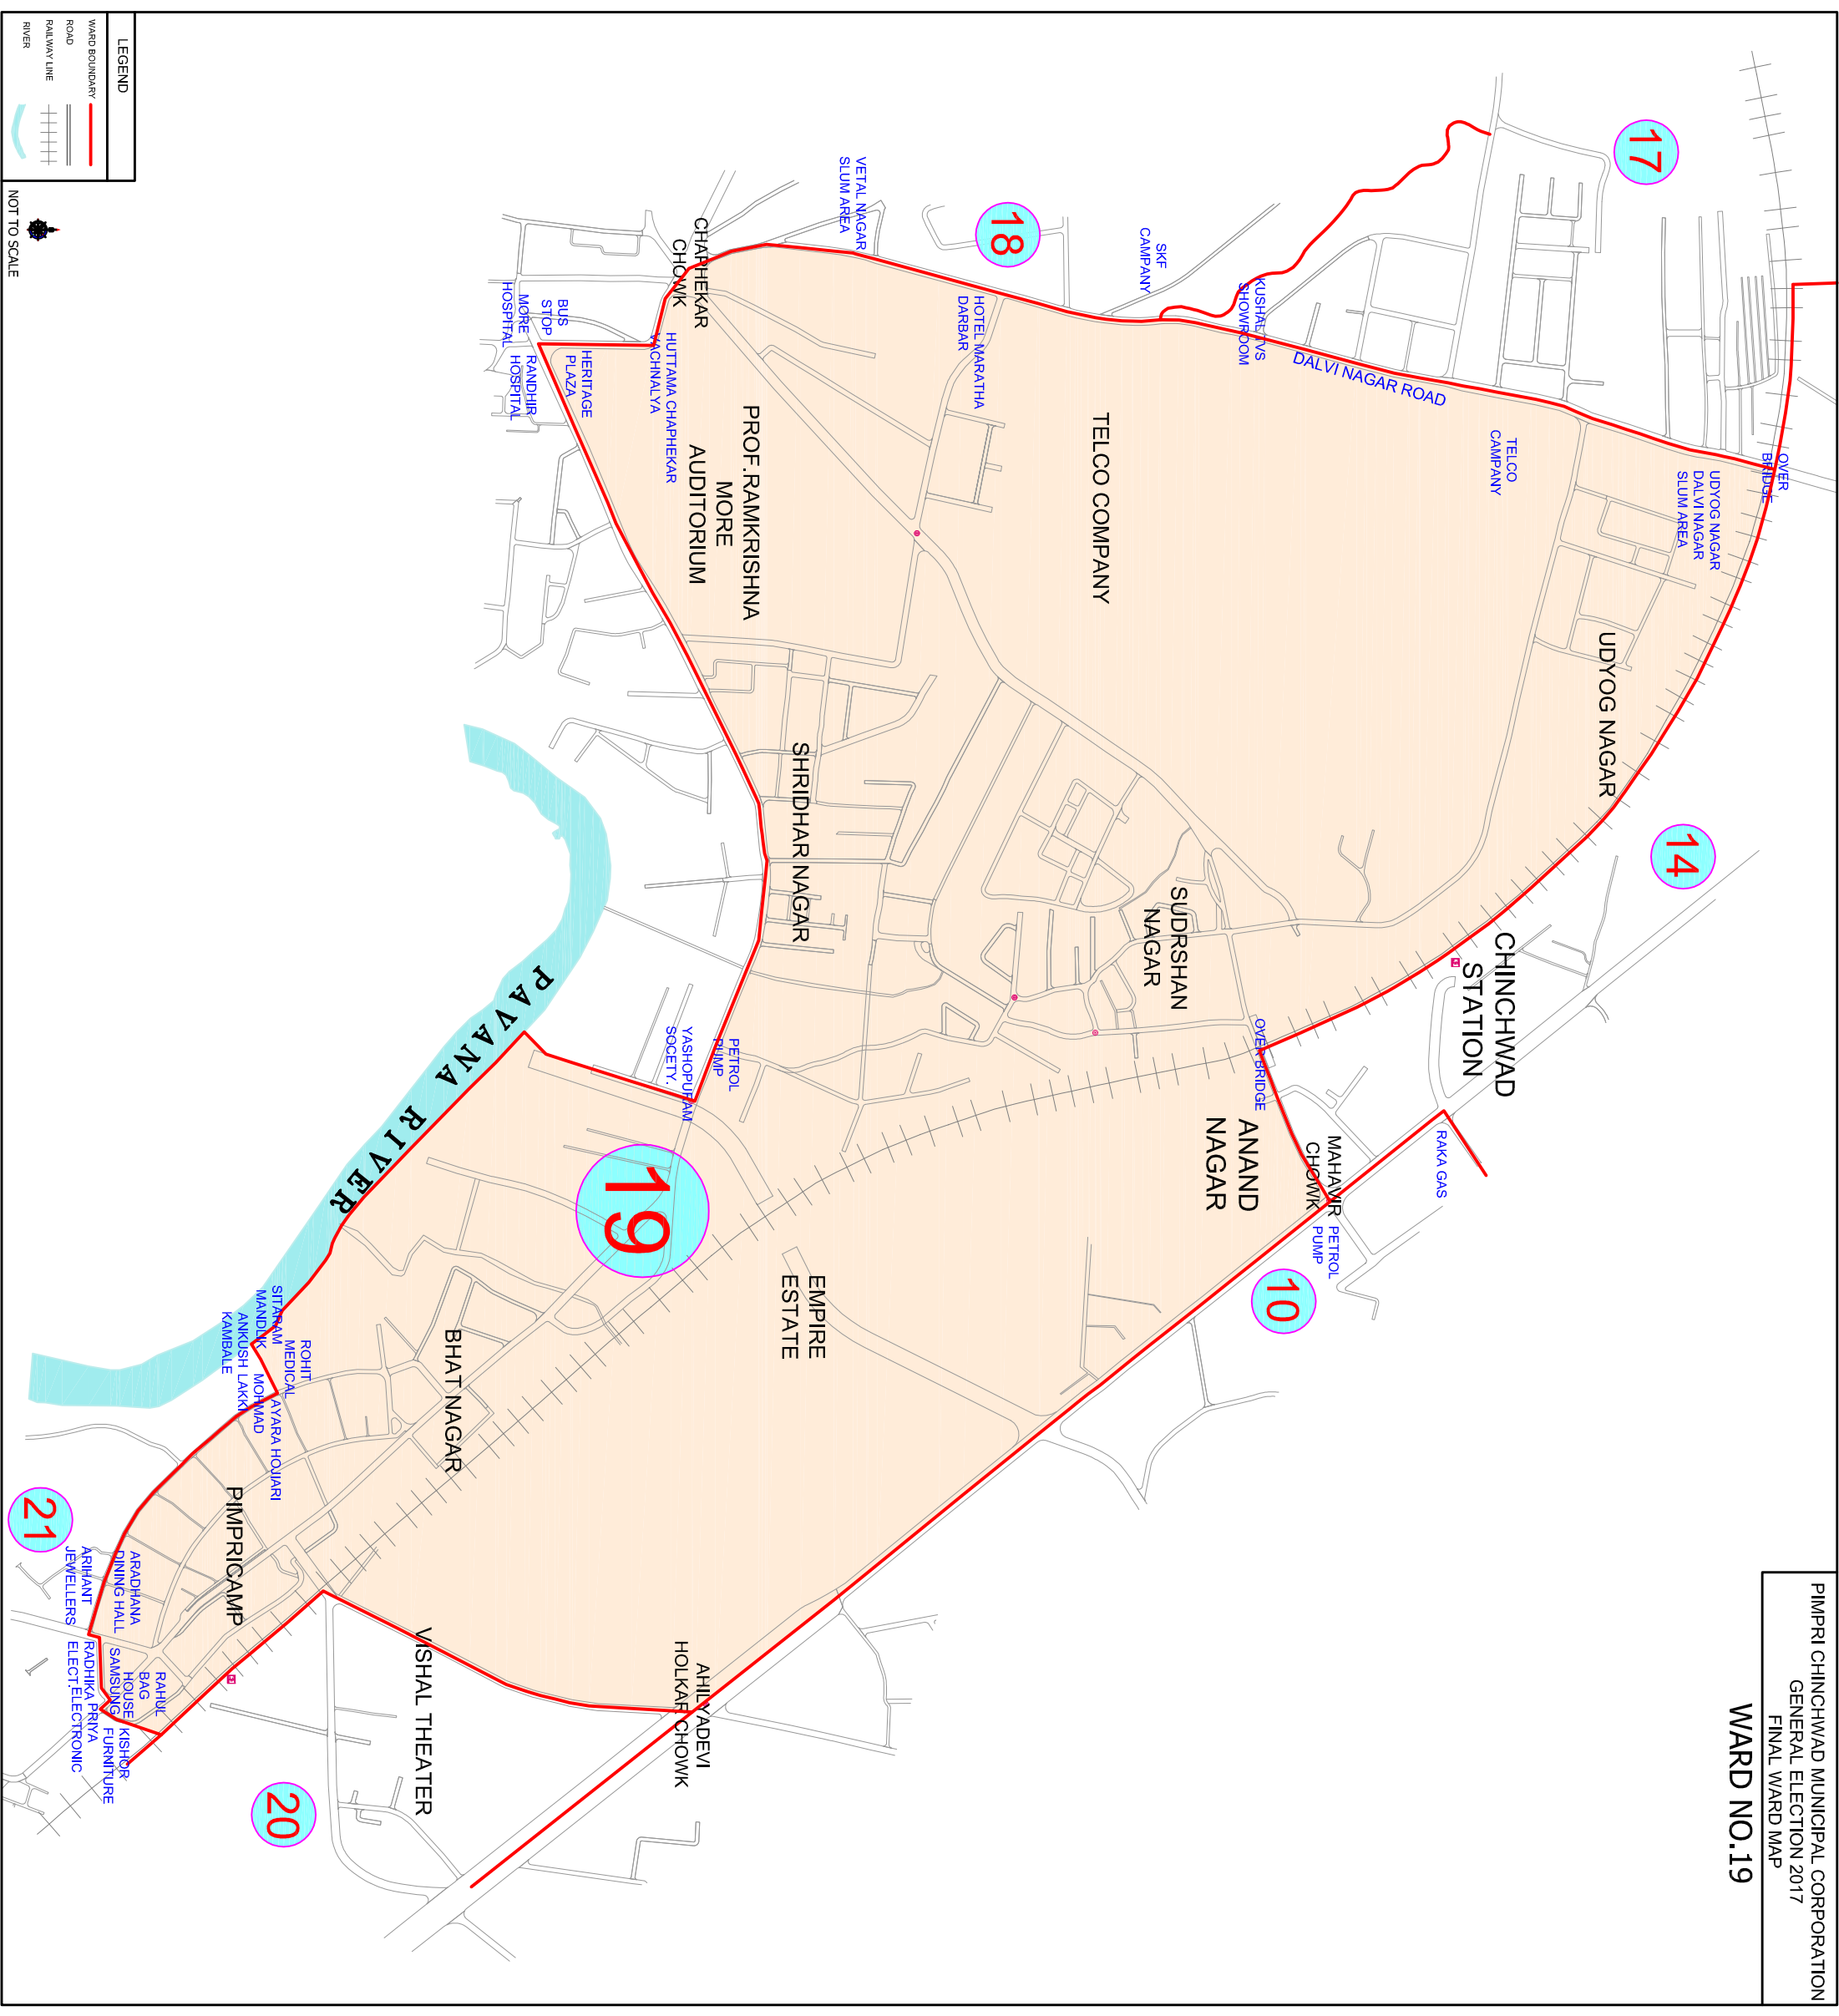 PIMPRI CHINCHWAD MUNICIPAL CORPORATION
GENERAL ELECTION 2017
FINAL WARD MAP
WARD NO.19
17
OVER
BRIDGE
UDYOG NAGAR
DALVI NAGAR
SLUM AREA
UDYOG NAGAR
14
TELCO
CAMPANY
DALVI NAGAR ROAD
KUSHAL TVS
SHOWROOM
SKF
CAMPANY
18
HOTEL MARATHA
DARBAR
TELCO COMPANY
VETAL NAGAR
SLUM AREA
CHAPHEKAR
CHOWK
HUTTAMA CHAPHEKAR
VACHNALYA
BUS
STOP
MORE
HOSPITAL
HERITAGE
PLAZA
RANDHIR
HOSPITAL
PROF.RAMKRISHNA
MORE
AUDITORIUM
SHRIDHAR NAGAR
SUDRSHAN
NAGAR
CHINCHWAD
STATION
OVER BRIDGE
RAKA GAS
MAHAVIR
CHOWK
PETROL
PUMP
ANAND
NAGAR
10
PETROL
PUMP
YASHOPURAM
SOCETY.
19
EMPIRE
ESTATE
PAVANA RIVER
BHAT NAGAR
SITARAM
MANDLIK
ANKUSH LAKKI
KAMBALE
ROHIT
MEDICAL
MOHMAD
AYARA HOJIARI
PIMPRICAMP
21
ARADHANA
DINING HALL
ARIHANT
JEWELLERS
RAHUL
BAG
HOUSE
SAMSUNG
RADHIKA PRIYA
ELECT. ELECTRONIC
KISHOR
FURNITURE
20
VISHAL THEATER
AHILYADEVI
HOLKAR CHOWK
LEGEND
WARD BOUNDARY
ROAD
RAILWAY LINE
RIVER
NOT TO SCALE